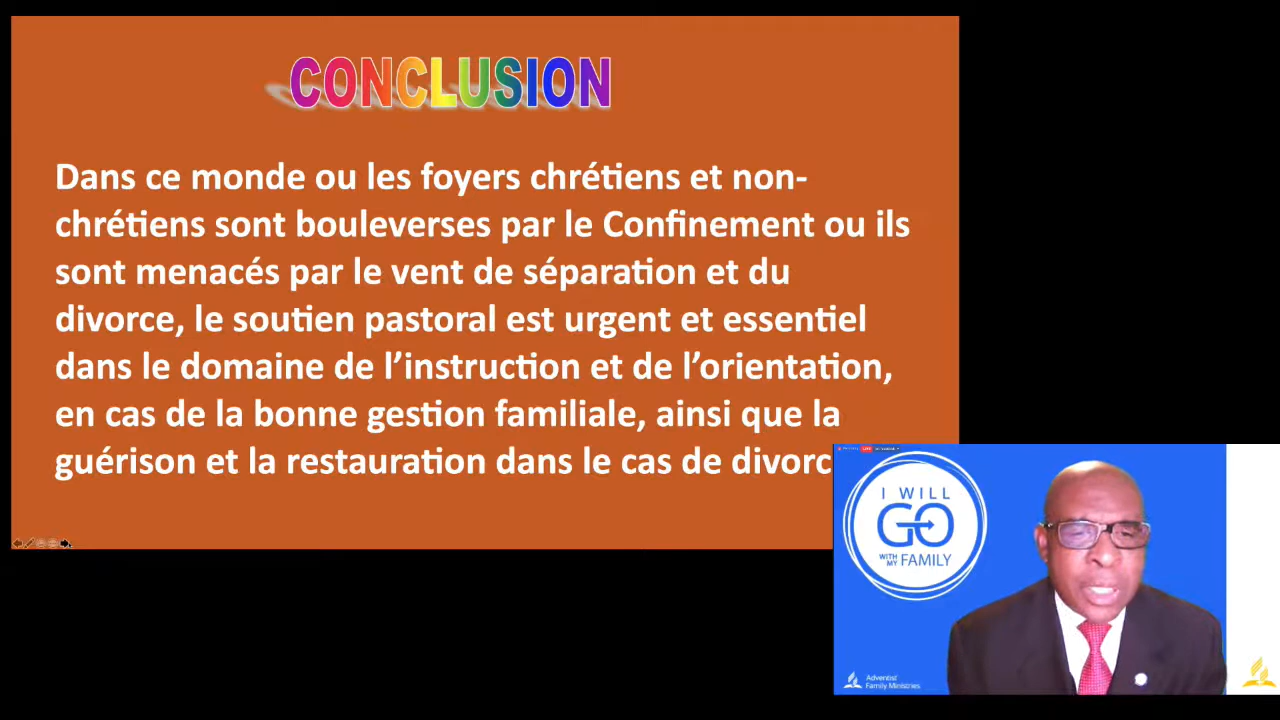 CONCLUSION
Dans ce monde ou les foyers chrétiens et non-
chrétiens sont bouleverses par le Confinement ou ils
sont menacés par le vent de séparation et du
divorce, le soutien pastoral est urgent et essentiel
dans le domaine de l’instruction et de l’orientation,
en cas de la bonne gestion familiale, ainsi que la
guérison et la restauration dans le cas de divorc
I WILL
GO
WITH MY FAMILY
Adventist
Family Ministries